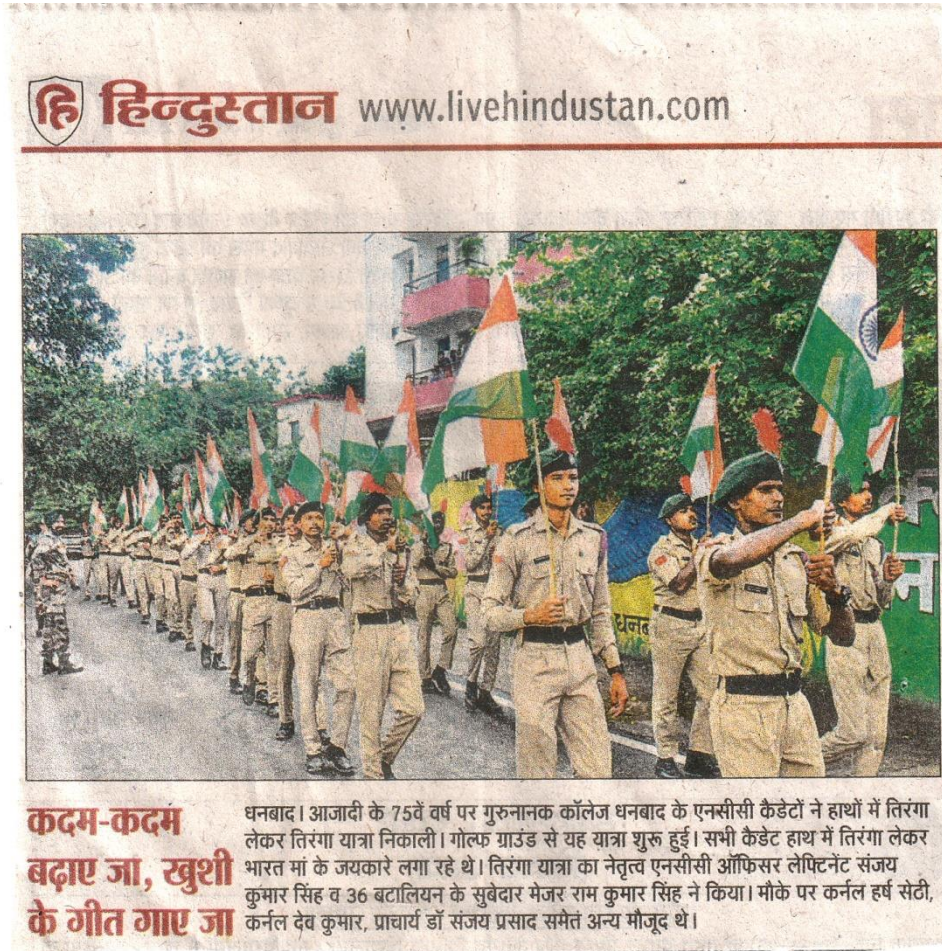 हि हिन्दुस्तान www.livehindustan.com
धनब
न
कदम-कदम
बढ़ाए जा, खुशी
के गीत गाए जा
धनबाद। आजादी के 75वें वर्ष पर गुरुनानक कॉलेज धनबाद के एनसीसी कैडेटों ने हाथों में तिरंगा
लेकर तिरंगा यात्रा निकाली। गोल्फ ग्राउंड से यह यात्रा शुरू हुई। सभी कैडेट हाथ में तिरंगा लेकर
भारत मां के जयकारे लगा रहे थे। तिरंगा यात्रा का नेतृत्व एनसीसी ऑफिसर लेफ्टिनेंट संजय
कुमार सिंह व 36 बटालियन के सुबेदार मेजर राम कुमार सिंह ने किया। मौके पर कर्नल हर्ष सेटी,
कर्नल देव कुमार, प्राचार्य डॉ संजय प्रसाद समेत अन्य मौजूद थे।